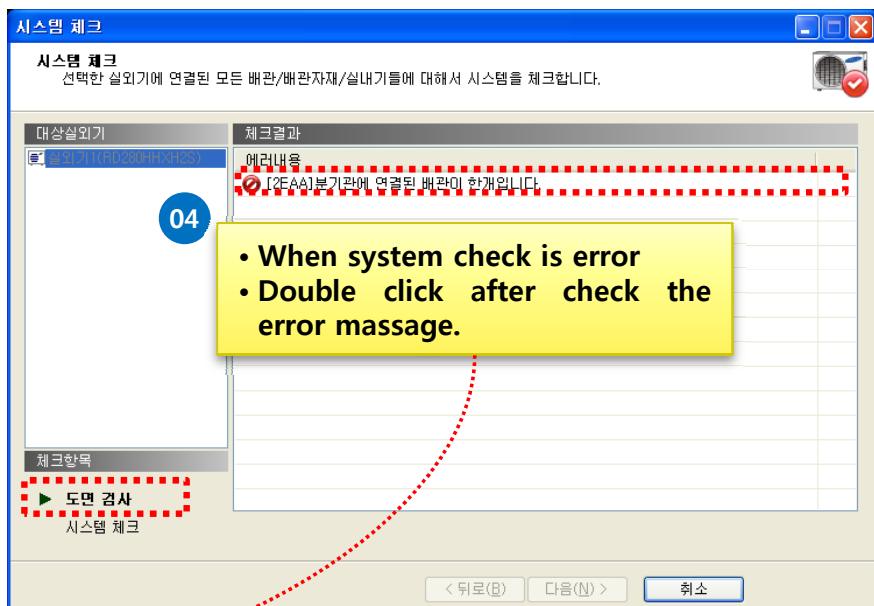 시스템 체크
시스템 체크
선택한 실외기에 연결된 모든 배관/배관자재/실내기들에 대해서 시스템을 체크합니다.
대상실외기
체크결과
실외기1(RD280HHXH2S)
에러내용
[2EAA]분기관에 연결된 배관이 한개입니다.
04
• When system check is error
• Double click after check the
error massage.
체크항목
도면 검사
시스템 체크
< 뒤로(B)
다음(N) >
취소